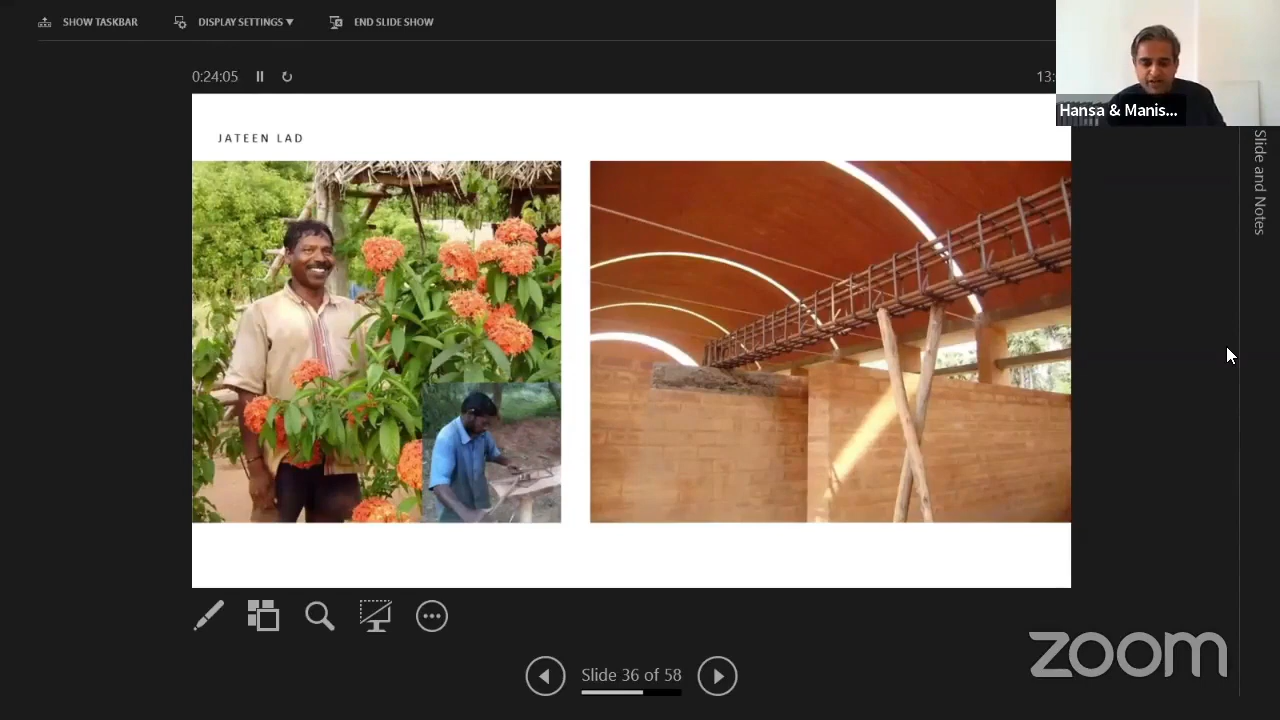 SHOW TASKBAR
DISPLAY SETTINGS ▼
END SLIDE SHOW
0:24:05
13:
Hansa & Manis...
JATEEN LAD
Slide and Notes
Slide 36 of 58
zoom